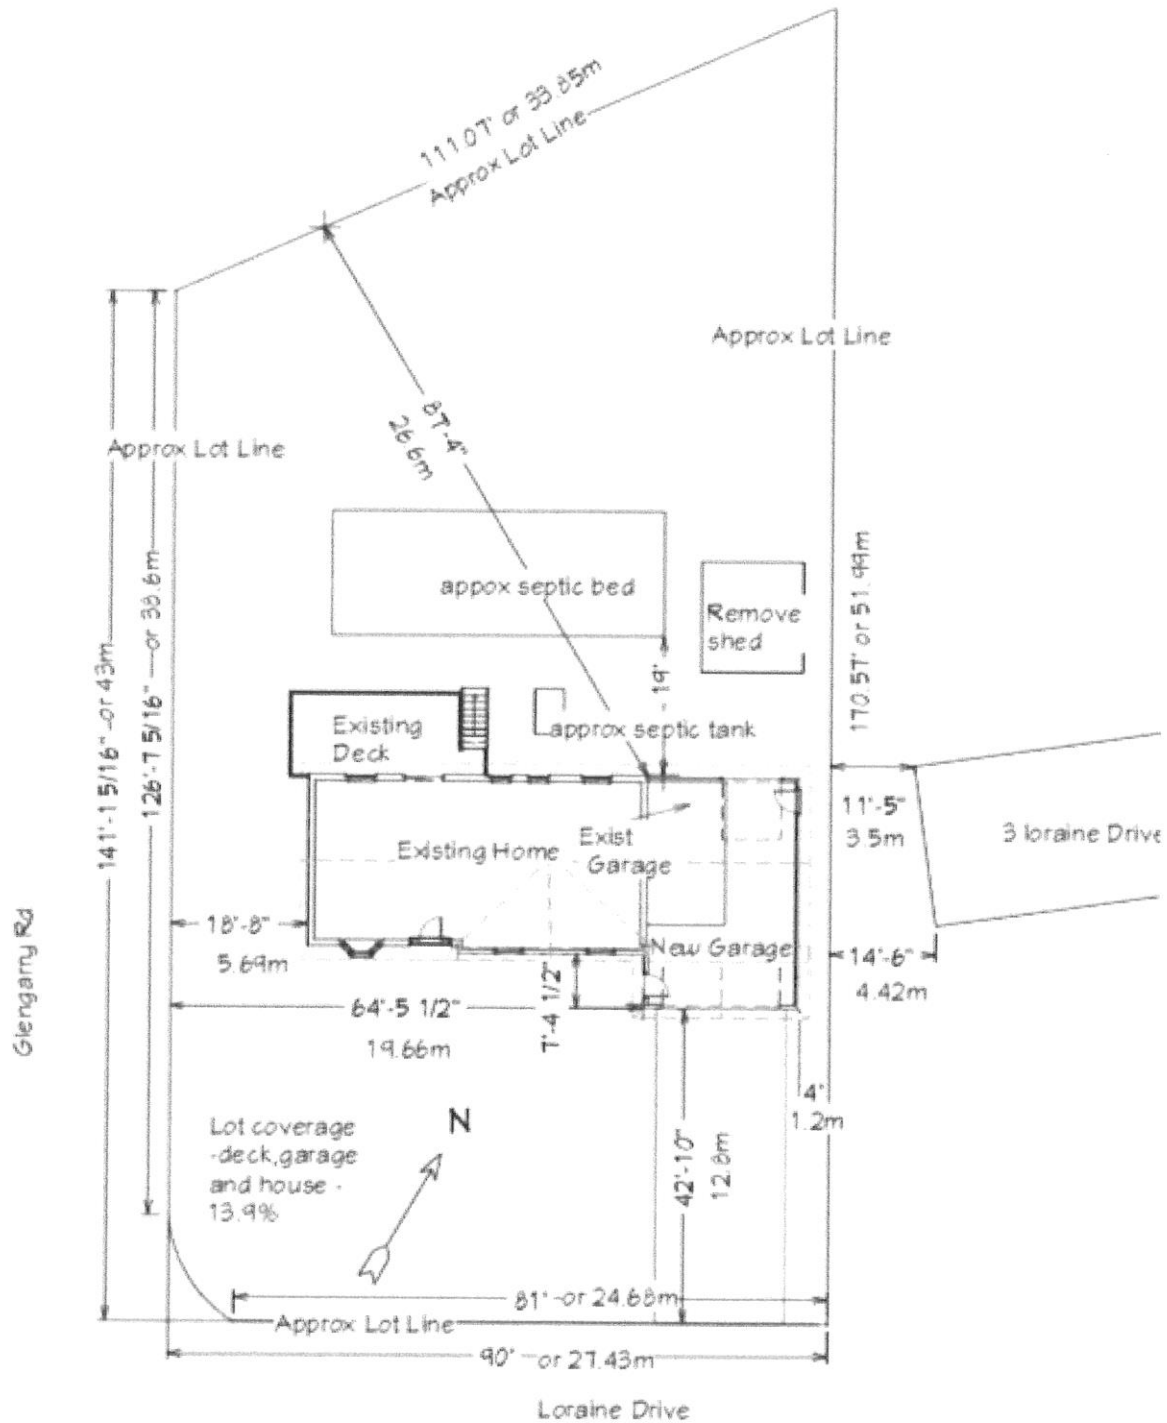 111.07' or 33.85m
Approx Lot Line
Approx Lot Line
87'-4"
26.6m
Approx Lot Line
141'-1 5/16" or 43m
126'-7 5/16" or 38.6m
appox septic bed
Remove
shed
170.57' or 51.99m
19'
Existing
Deck
approx septic tank
11'-5"
3.5m
3 loraine Drive
Existing Home
Exist
Garage
18'-8"
5.69m
New Garage
14'-6"
4.42m
Glengarry Rd
64'-5 1/2"
19.66m
7'-4 1/2"
4'
1.2m
N
Lot coverage
-deck,garage
and house -
13.9%
42'-10"
12.8m
81' or 24.68m
Approx Lot Line
90' or 27.43m
Loraine Drive